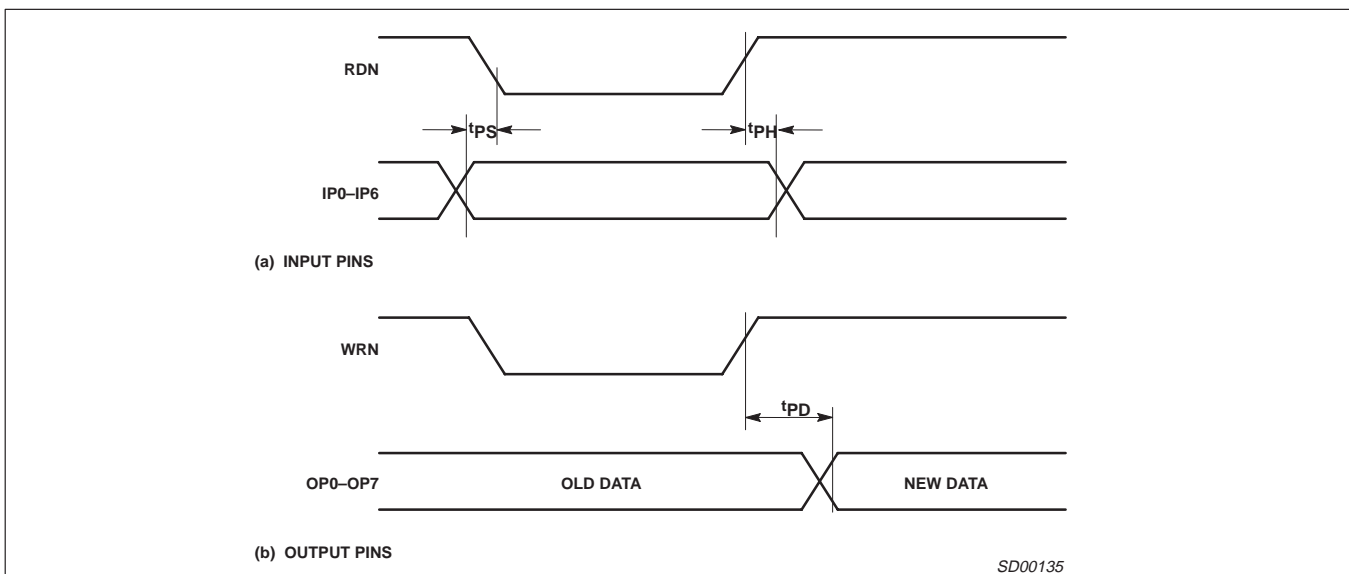 RDN
tPS
tPH
IP0–IP6
(a) INPUT PINS
WRN
tPD
OP0–OP7
OLD DATA
NEW DATA
(b) OUTPUT PINS
SD00135